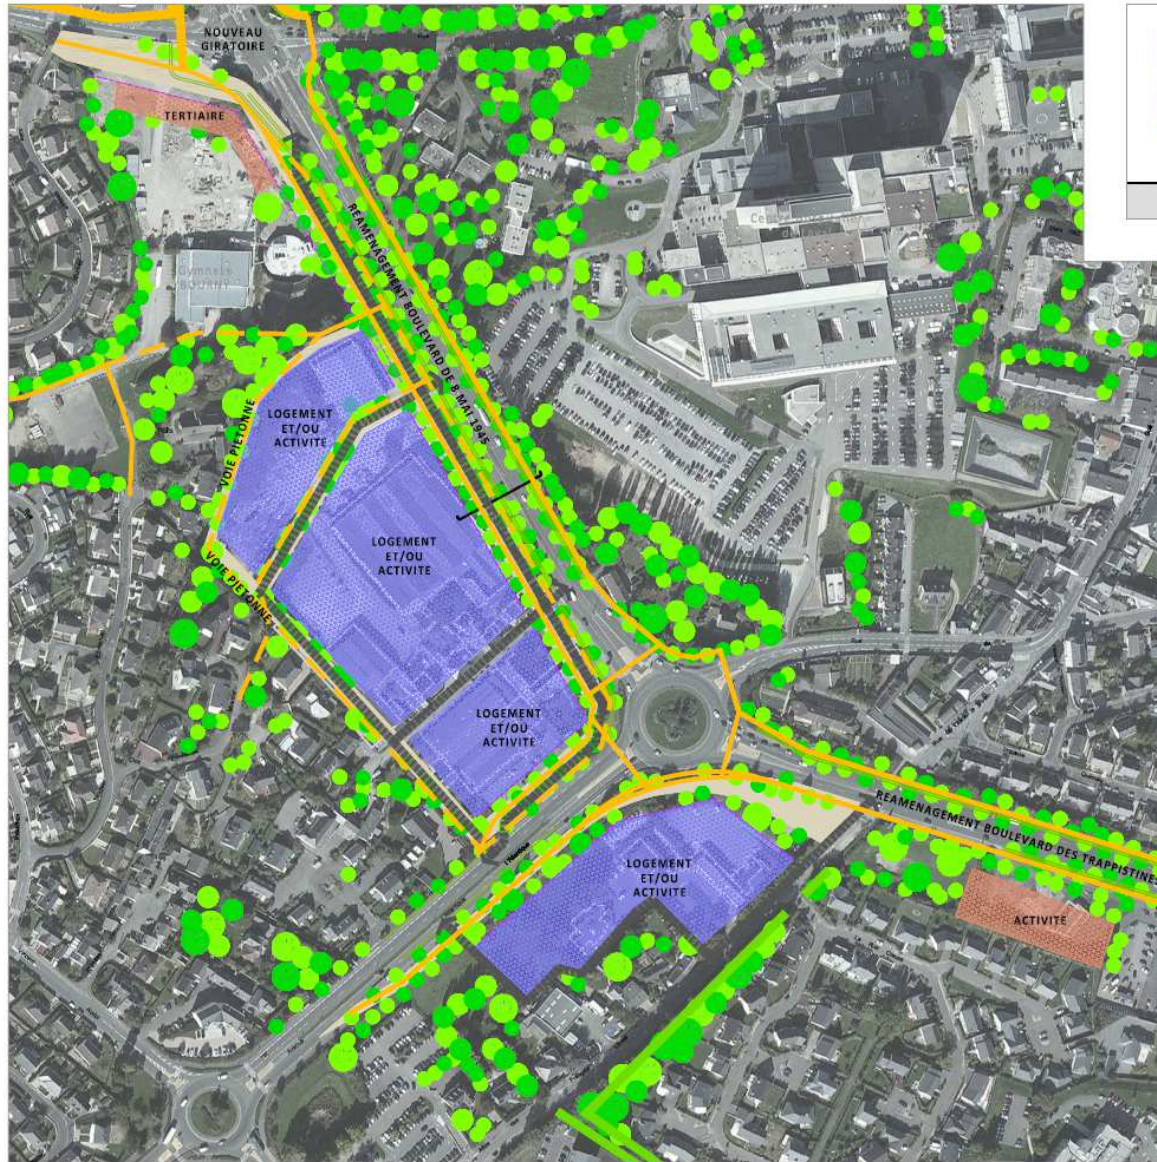 NOUVEAU
GIRATOIRE
TERTIAIRE
REAMENAGEMENT BOULEVARD DE 8 MAI 1945
Gymnase
LOGEMENT
ET/OU
ACTIVITE
VOIE PIETONNE
LOGEMENT
ET/OU
ACTIVITE
VOIE PIETONNE
LOGEMENT
ET/OU
ACTIVITE
LOGEMENT
ET/OU
ACTIVITE
REAMENAGEMENT BOULEVARD DES TRAPPISTINES
ACTIVITE